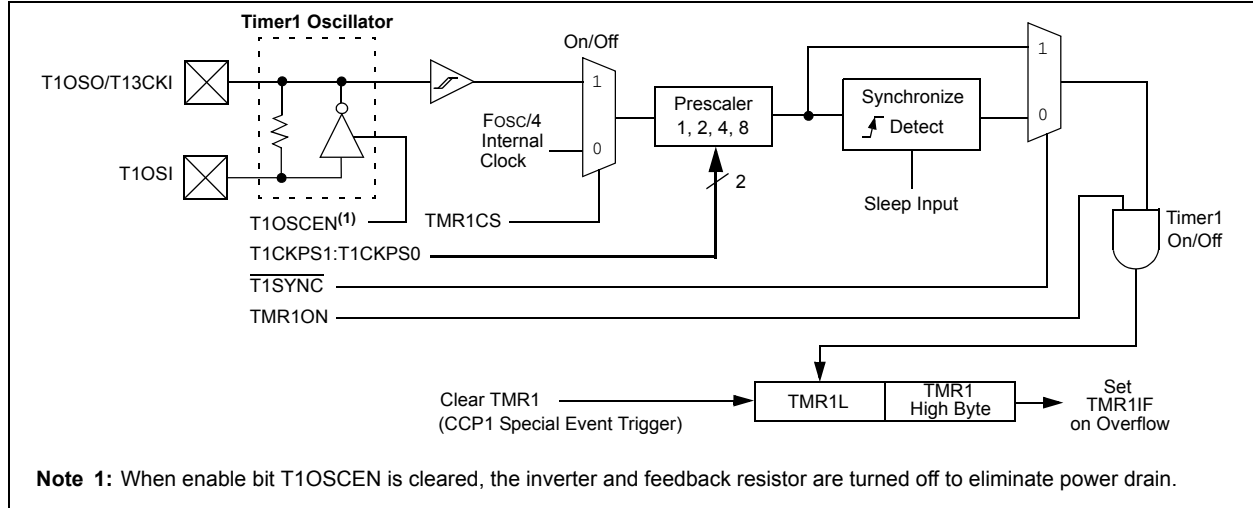 Timer1 Oscillator
On/Off
T1OSO/T13CKI
1
FOSC/4
Internal
Clock
0
Prescaler
1, 2, 4, 8
Synchronize
Detect
1
0
T1OSI
2
Sleep Input
T1OSCEN(1)
TMR1CS
Timer1
On/Off
T1CKPS1:T1CKPS0
T1SYNC
TMR1ON
Clear TMR1
(CCP1 Special Event Trigger)
TMR1L
TMR1
High Byte
Set
TMR1IF
on Overflow
Note 1: When enable bit T1OSCEN is cleared, the inverter and feedback resistor are turned off to eliminate power drain.